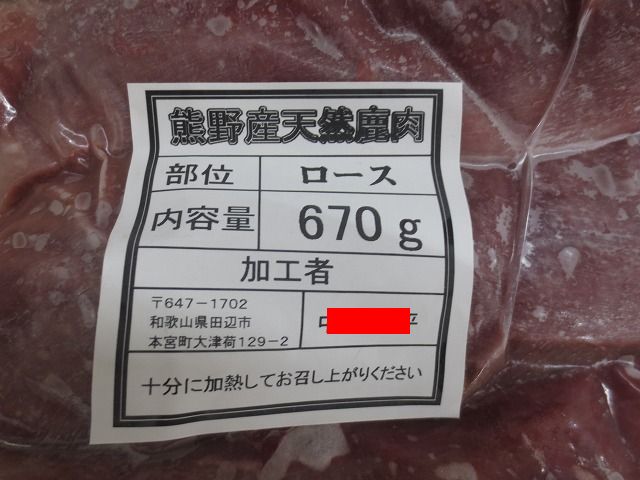 熊野産天然鹿肉
部位 ロース
内容量 670g
加工者
〒647-1702
和歌山県田辺市
本宮町大津荷129-2
平
十分に加熱してお召し上がりください